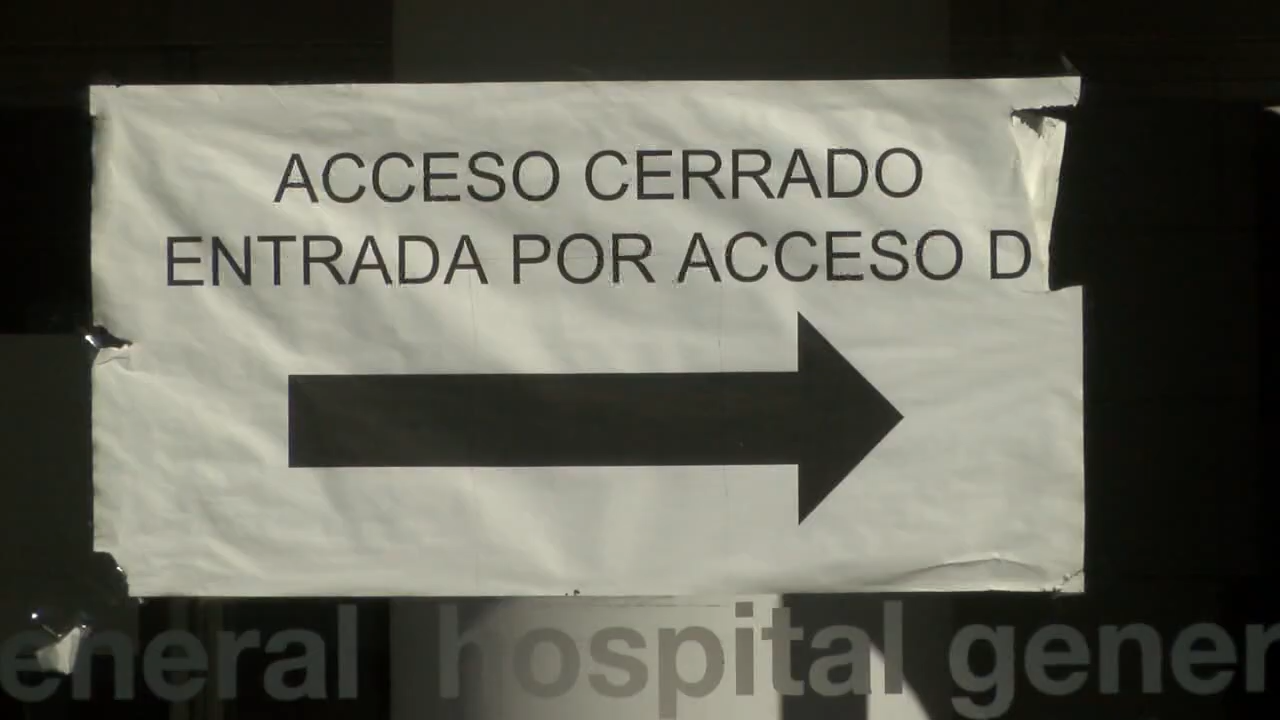 ACCESO CERRADO
ENTRADA POR ACCESO D
eneral hospital gener